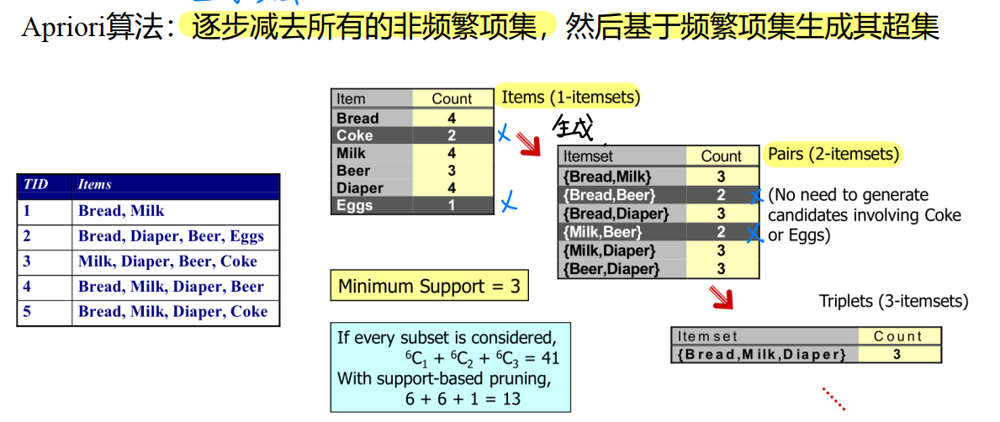 Apriori算法：逐步减去所有的非频繁项集，然后基于频繁项集生成其超集
TID Items
1 Bread, Milk
2 Bread, Diaper, Beer, Eggs
3 Milk, Diaper, Beer, Coke
4 Bread, Milk, Diaper, Beer
5 Bread, Milk, Diaper, Coke
Item Count
Bread 4
Coke 2
Milk 4
Beer 3
Diaper 4
Eggs 1
Items (1-itemsets)
生成
Itemset Count
{Bread,Milk} 3
{Bread,Beer} 2
{Bread,Diaper} 3
{Milk,Beer} 2
{Milk,Diaper} 3
{Beer,Diaper} 3
Pairs (2-itemsets)
(No need to generate
candidates involving Coke
or Eggs)
Minimum Support = 3
If every subset is considered,
⁶C₁ + ⁶C₂ + ⁶C₃ = 41
With support-based pruning,
6 + 6 + 1 = 13
Triplets (3-itemsets)
Itemset Count
{Bread,Milk,Diaper} 3